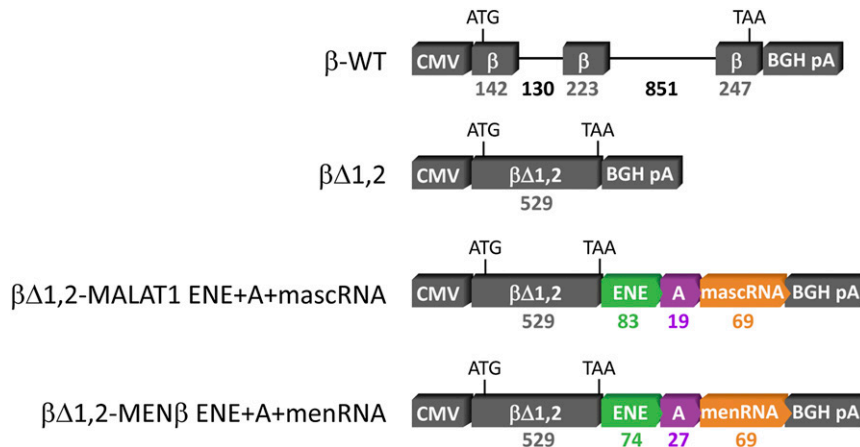 ATG TAA
β-WT CMV β β β BGH pA
142 130 223 851 247
ATG TAA
βΔ1,2 CMV βΔ1,2 BGH pA
529
ATG TAA
βΔ1,2-MALAT1 ENE+A+mascRNA CMV βΔ1,2 ENE A mascRNA BGH pA
529 83 19 69
ATG TAA
βΔ1,2-MENβ ENE+A+menRNA CMV βΔ1,2 ENE A menRNA BGH pA
529 74 27 69